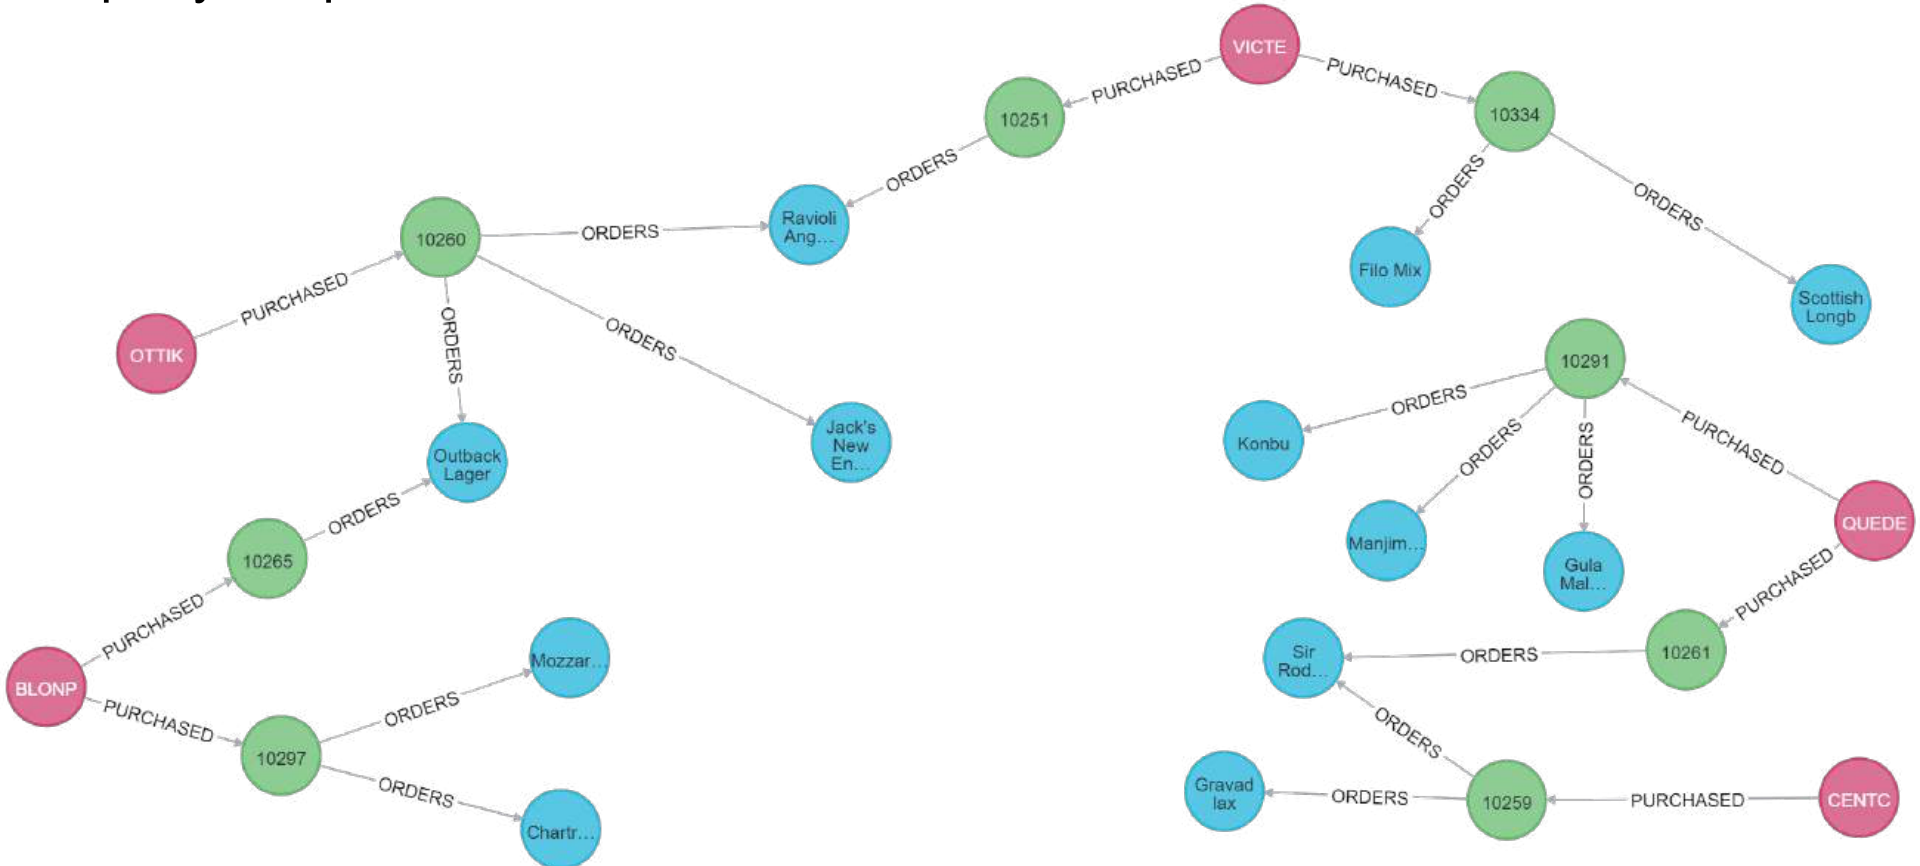 VICTE
PURCHASED
PURCHASED
10251
10334
ORDERS
ORDERS
ORDERS
Ravioli
Ang...
10260
ORDERS
Filo Mix
Scottish
Longb
PURCHASED
OTTIK
ORDERS
ORDERS
10291
ORDERS
Konbu
ORDERS
ORDERS
PURCHASED
Jack's
New
En...
Outback
Lager
ORDERS
10265
Manjim...
Gula
Mal...
QUEDE
PURCHASED
PURCHASED
BLONP
Mozzar...
Sir
Rod...
ORDERS
10261
PURCHASED
ORDERS
ORDERS
10297
ORDERS
Chartr...
Gravad
lax
ORDERS
10259
PURCHASED
CENTC